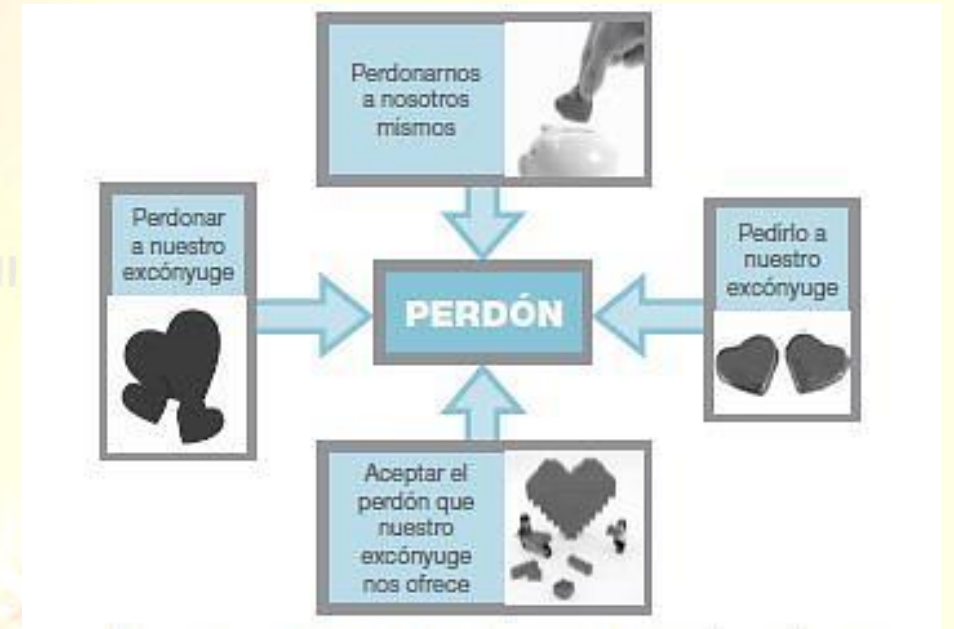 Perdonarnos
a nosotros
mismos
Perdonar
a nuestro
excónyuge
PERDÓN
Pedirlo a
nuestro
excónyuge
Aceptar el
perdón que
nuestro
excónyuge
nos ofrece